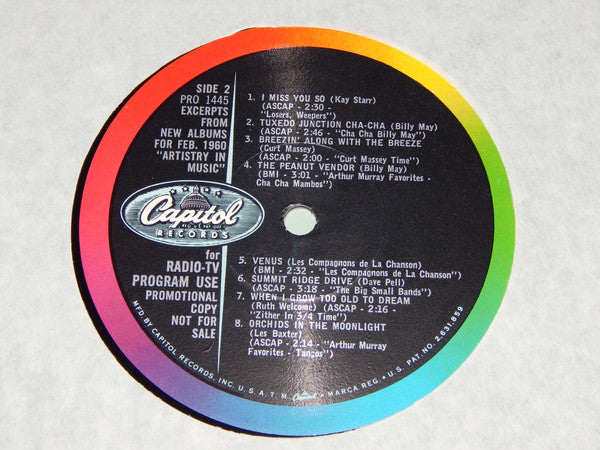 SIDE 2
PRO 1445
EXCERPTS
FROM
NEW ALBUMS
FOR FEB. 1960
"ARTISTRY IN
MUSIC"
Capitol
RECORDS
for
RADIO-TV
PROGRAM USE
PROMOTIONAL
COPY
NOT FOR
SALE
1. I MISS YOU SO (Kay Starr)
(ASCAP - 2:30 -
"Losers, Weepers")
2. TUXEDO JUNCTION CHA-CHA (Billy May)
(ASCAP - 2:46 - "Cha Cha Billy May)
3. BREEZIN' ALONG WITH THE BREEZE
(Curt Massey)
(ASCAP - 2:00 - "Curt Massey Time")
4. THE PEANUT VENDOR (Billy May)
(BMI - 3:01 - "Arthur Murray Favorites -
Cha Cha Mambos")
5. VENUS (Les Compagnons de La Chanson)
(BMI - 2:32 - "Les Compagnons de La Chanson")
6. SUMMIT RIDGE DRIVE (Dave Pell)
(ASCAP - 3:18 - "The Big Small Bands")
7. WHEN I GROW TOO OLD TO DREAM
(Ruth Welcome) (ASCAP - 2:16 -
"Zither In 3/4 Time")
8. ORCHIDS IN THE MOONLIGHT
(Les Baxter)
(ASCAP - 2:14 - "Arthur Murray
Favorites - Tangos")
MFD. BY CAPITOL RECORDS, INC. U.S.A. T.M. Capitol MARCA REG. • U.S. PAT. NO. 2,631,859